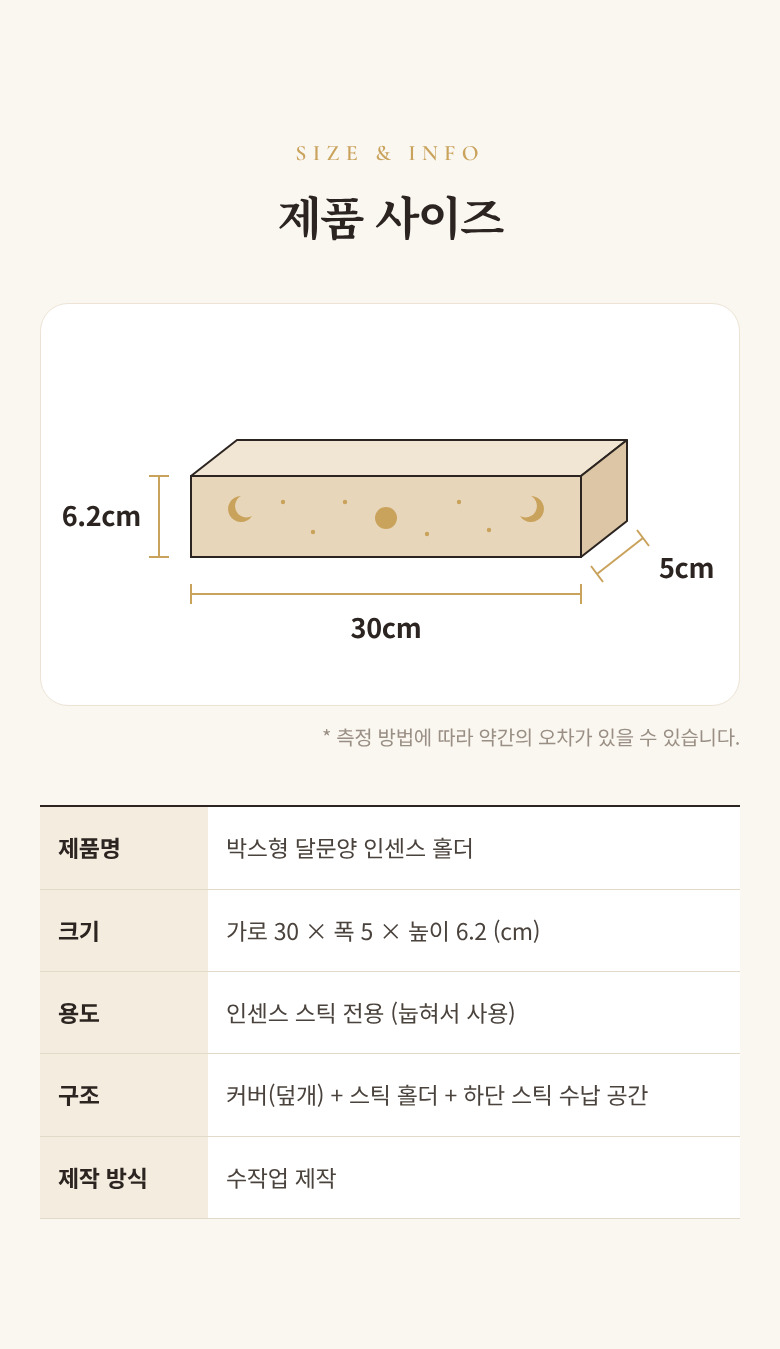 SIZE & INFO
제품 사이즈
6.2cm
5cm
30cm
* 측정 방법에 따라 약간의 오차가 있을 수 있습니다.
제품명 박스형 달문양 인센스 홀더
크기 가로 30 × 폭 5 × 높이 6.2 (cm)
용도 인센스 스틱 전용 (눕혀서 사용)
구조 커버(덮개) + 스틱 홀더 + 하단 스틱 수납 공간
제작 방식 수작업 제작